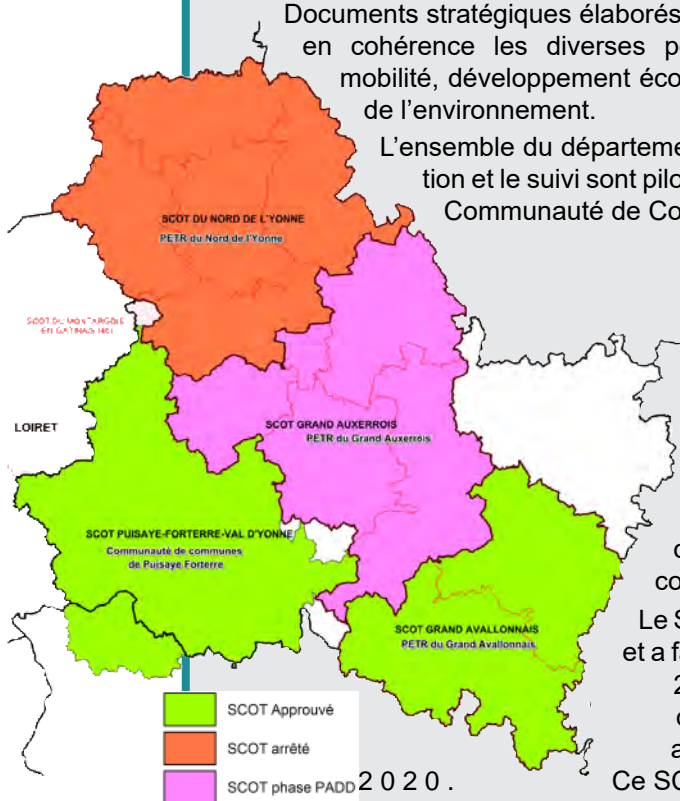 Documents stratégiques élaborés
en cohérence les diverses
mobilité, développement éco
de l'environnement.
L'ensemble du départeme
tion et le suivi sont pilo
Communauté de Co
SCOT DU NORD DE L'YONNE
PETR du Nord de l'Yonne
SCOT DU MONTARGOIS
EN GATINAIS
LOIRET
SCOT GRAND AUXERROIS
PETR du Grand Auxerrois
SCOT PUISAYE-FORTERRE-VAL D'YONNE
Communauté de communes
de Puisaye Forterre
SCOT GRAND AVALLONNAIS
PETR du Grand Avallonnais
co
Le S
et a fa
2
a
SCOT Approuvé
SCOT arrêté
SCOT phase PADD
2020.
Ce SC